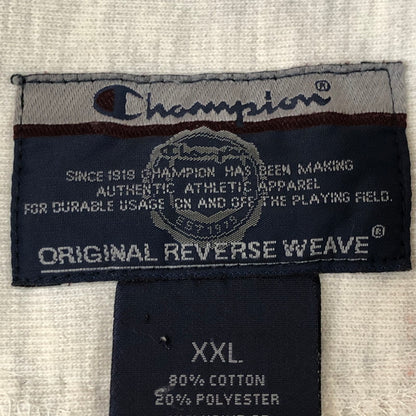 Champion®
Champion
SINCE 1919 CHAMPION HAS BEEN MAKING
AUTHENTIC ATHLETIC APPAREL
FOR DURABLE USAGE ON AND OFF THE PLAYING FIELD.
EST 1919
ORIGINAL REVERSE WEAVE®
XXL
80% COTTON
20% POLYESTER